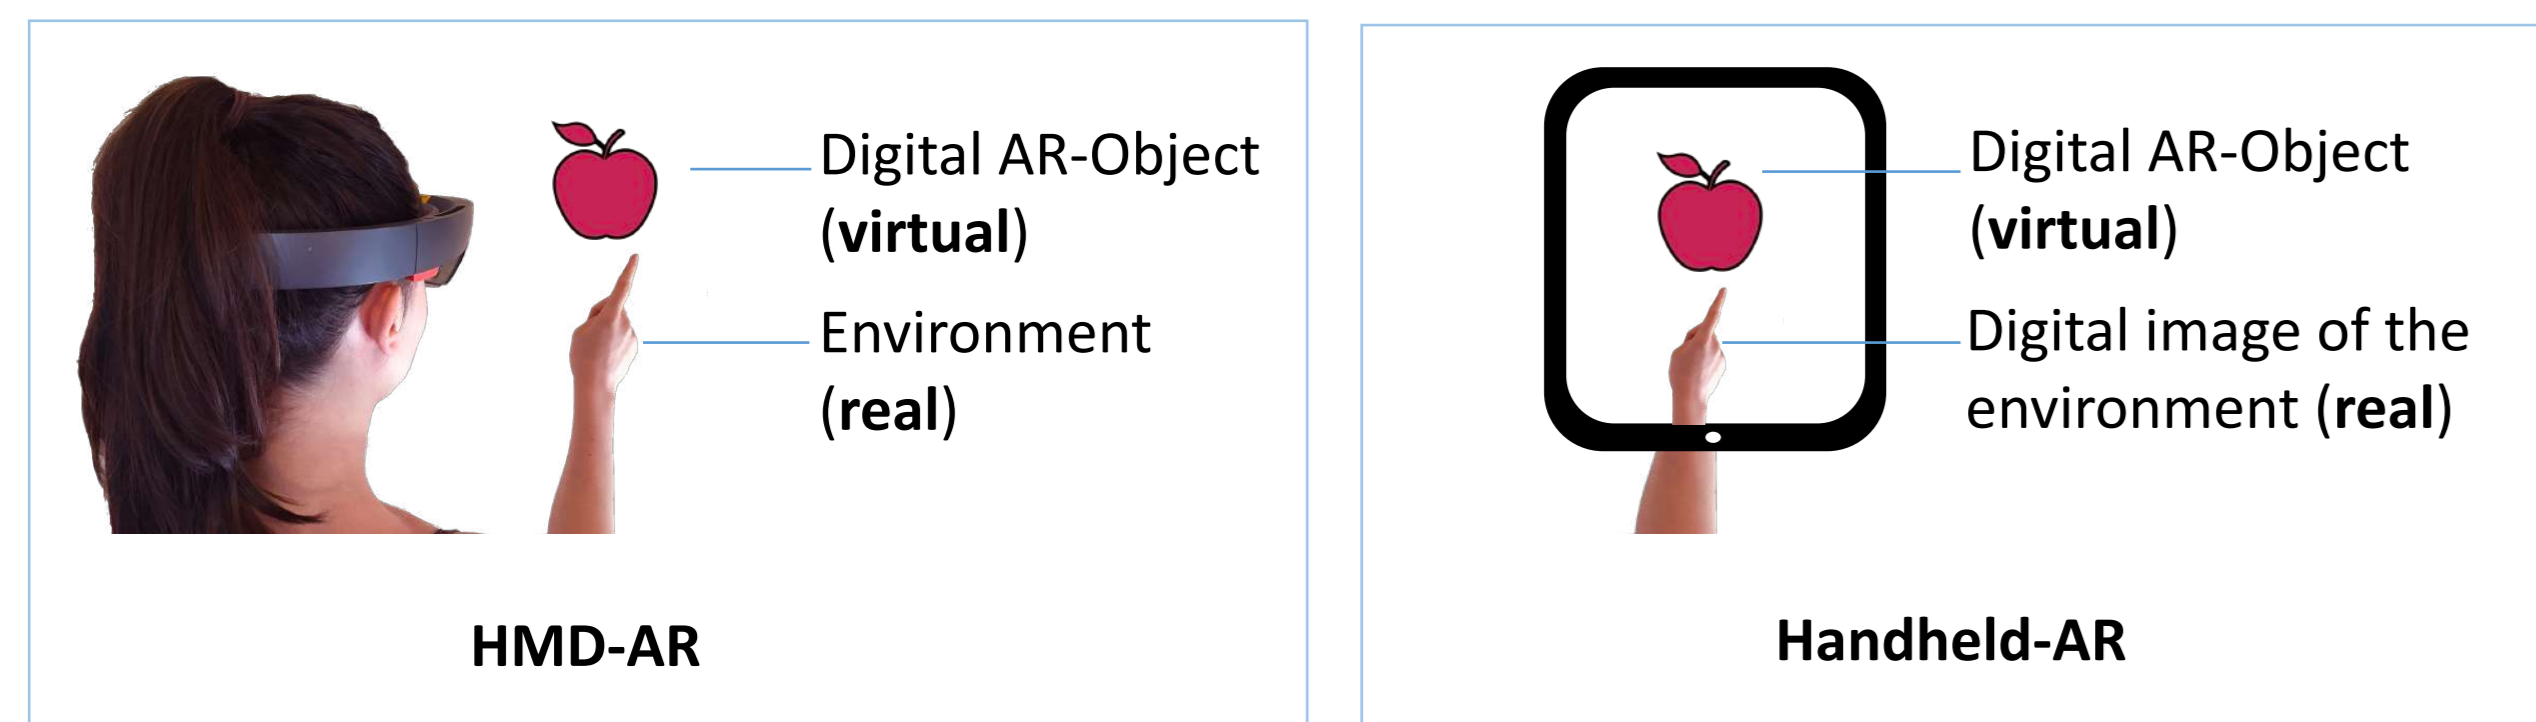 Digital AR-Object
(virtual)
Environment
(real)
HMD-AR
Digital AR-Object
(virtual)
Digital image of the
environment (real)
Handheld-AR